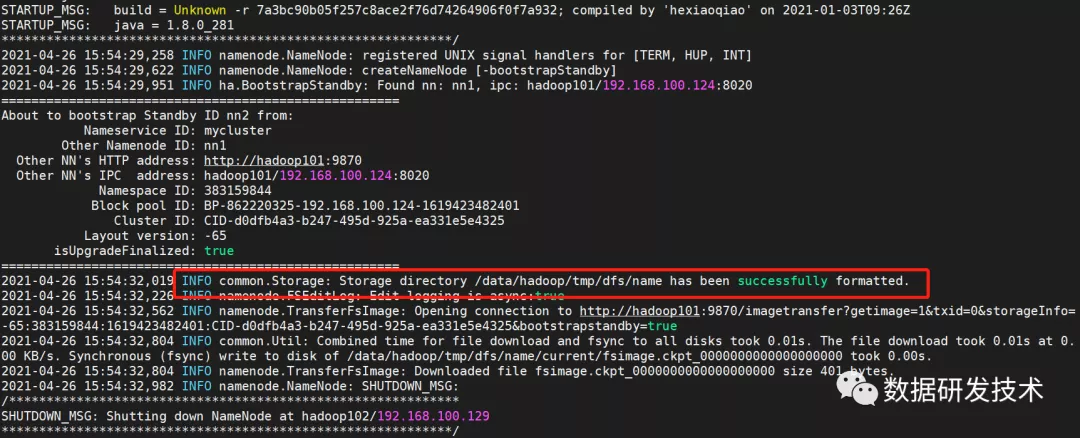 STARTUP_MSG:   build = Unknown -r 7a3bc90b05f257c8ace2f76d74264906f0f7a932; compiled by 'hexiaoqiao' on 2021-01-03T09:26Z
STARTUP_MSG:   java = 1.8.0_281
************************************************************/
2021-04-26 15:54:29,258 INFO namenode.NameNode: registered UNIX signal handlers for [TERM, HUP, INT]
2021-04-26 15:54:29,622 INFO namenode.NameNode: createNameNode [-bootstrapStandby]
2021-04-26 15:54:29,951 INFO ha.BootstrapStandby: Found nn: nn1, ipc: hadoop101/192.168.100.124:8020
=====================================================
About to bootstrap Standby ID nn2 from:
           Nameservice ID: mycluster
        Other Namenode ID: nn1
  Other NN's HTTP address: http://hadoop101:9870
  Other NN's IPC  address: hadoop101/192.168.100.124:8020
             Namespace ID: 383159844
            Block pool ID: BP-862220325-192.168.100.124-1619423482401
               Cluster ID: CID-d0dfb4a3-b247-495d-925a-ea331e5e4325
           Layout version: -65
       isUpgradeFinalized: true
=====================================================
2021-04-26 15:54:32,019 INFO common.Storage: Storage directory /data/hadoop/tmp/dfs/name has been successfully formatted.
2021-04-26 15:54:32,226 INFO namenode.FSEditLog: Edit logging is async:true
2021-04-26 15:54:32,562 INFO namenode.TransferFsImage: Opening connection to http://hadoop101:9870/imagetransfer?getimage=1&txid=0&storageInfo=
-65:383159844:1619423482401:CID-d0dfb4a3-b247-495d-925a-ea331e5e4325&bootstrapstandby=true
2021-04-26 15:54:32,804 INFO common.Util: Combined time for file download and fsync to all disks took 0.01s. The file download took 0.01s at 0.
00 KB/s. Synchronous (fsync) write to disk of /data/hadoop/tmp/dfs/name/current/fsimage.ckpt_0000000000000000000 took 0.00s.
2021-04-26 15:54:32,804 INFO namenode.TransferFsImage: Downloaded file fsimage.ckpt_0000000000000000000 size 401 bytes.
2021-04-26 15:54:32,982 INFO namenode.NameNode: SHUTDOWN_MSG:
/************************************************************
SHUTDOWN_MSG: Shutting down NameNode at hadoop102/192.168.100.129
************************************************************/
数据研发技术